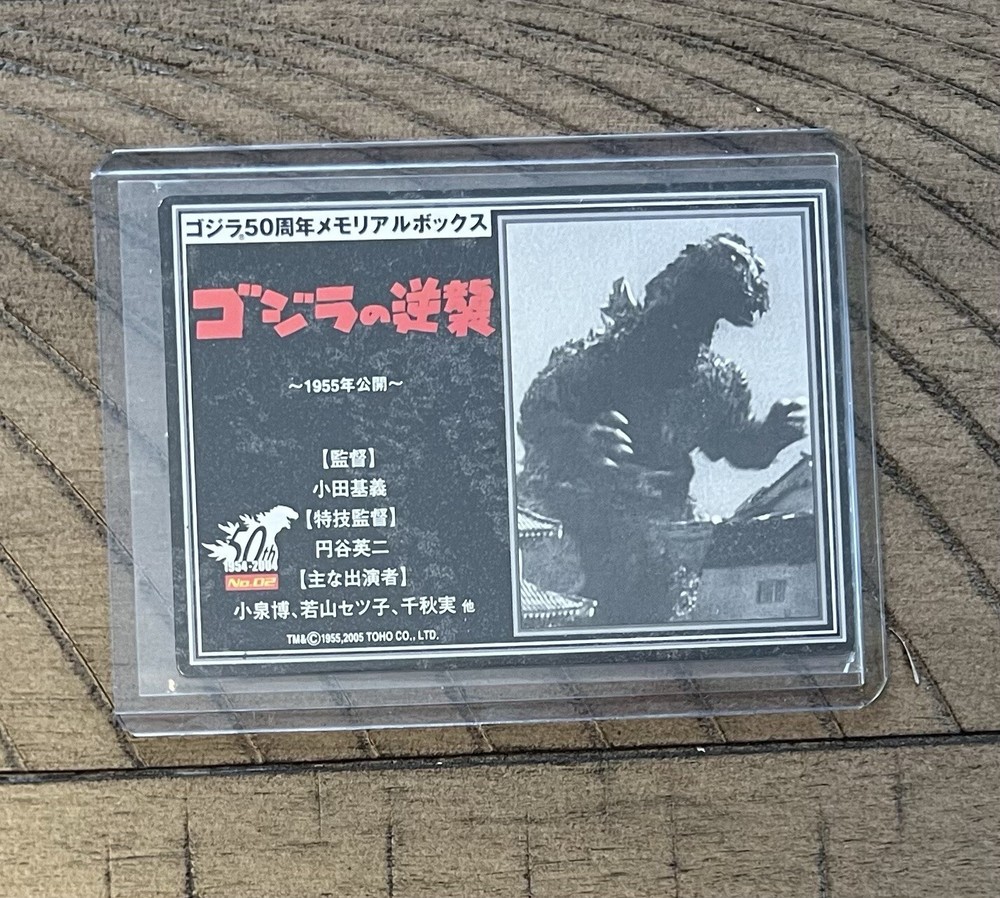 ゴジラ®50周年メモリアルボックス
ゴジラの逆襲
～1955年公開～
【監督】
小田基義
【特技監督】
円谷英二
【主な出演者】
小泉博、若山セツ子、千秋実 他
50th
1954-2004
No.02
TM&©1955,2005 TOHO CO., LTD.